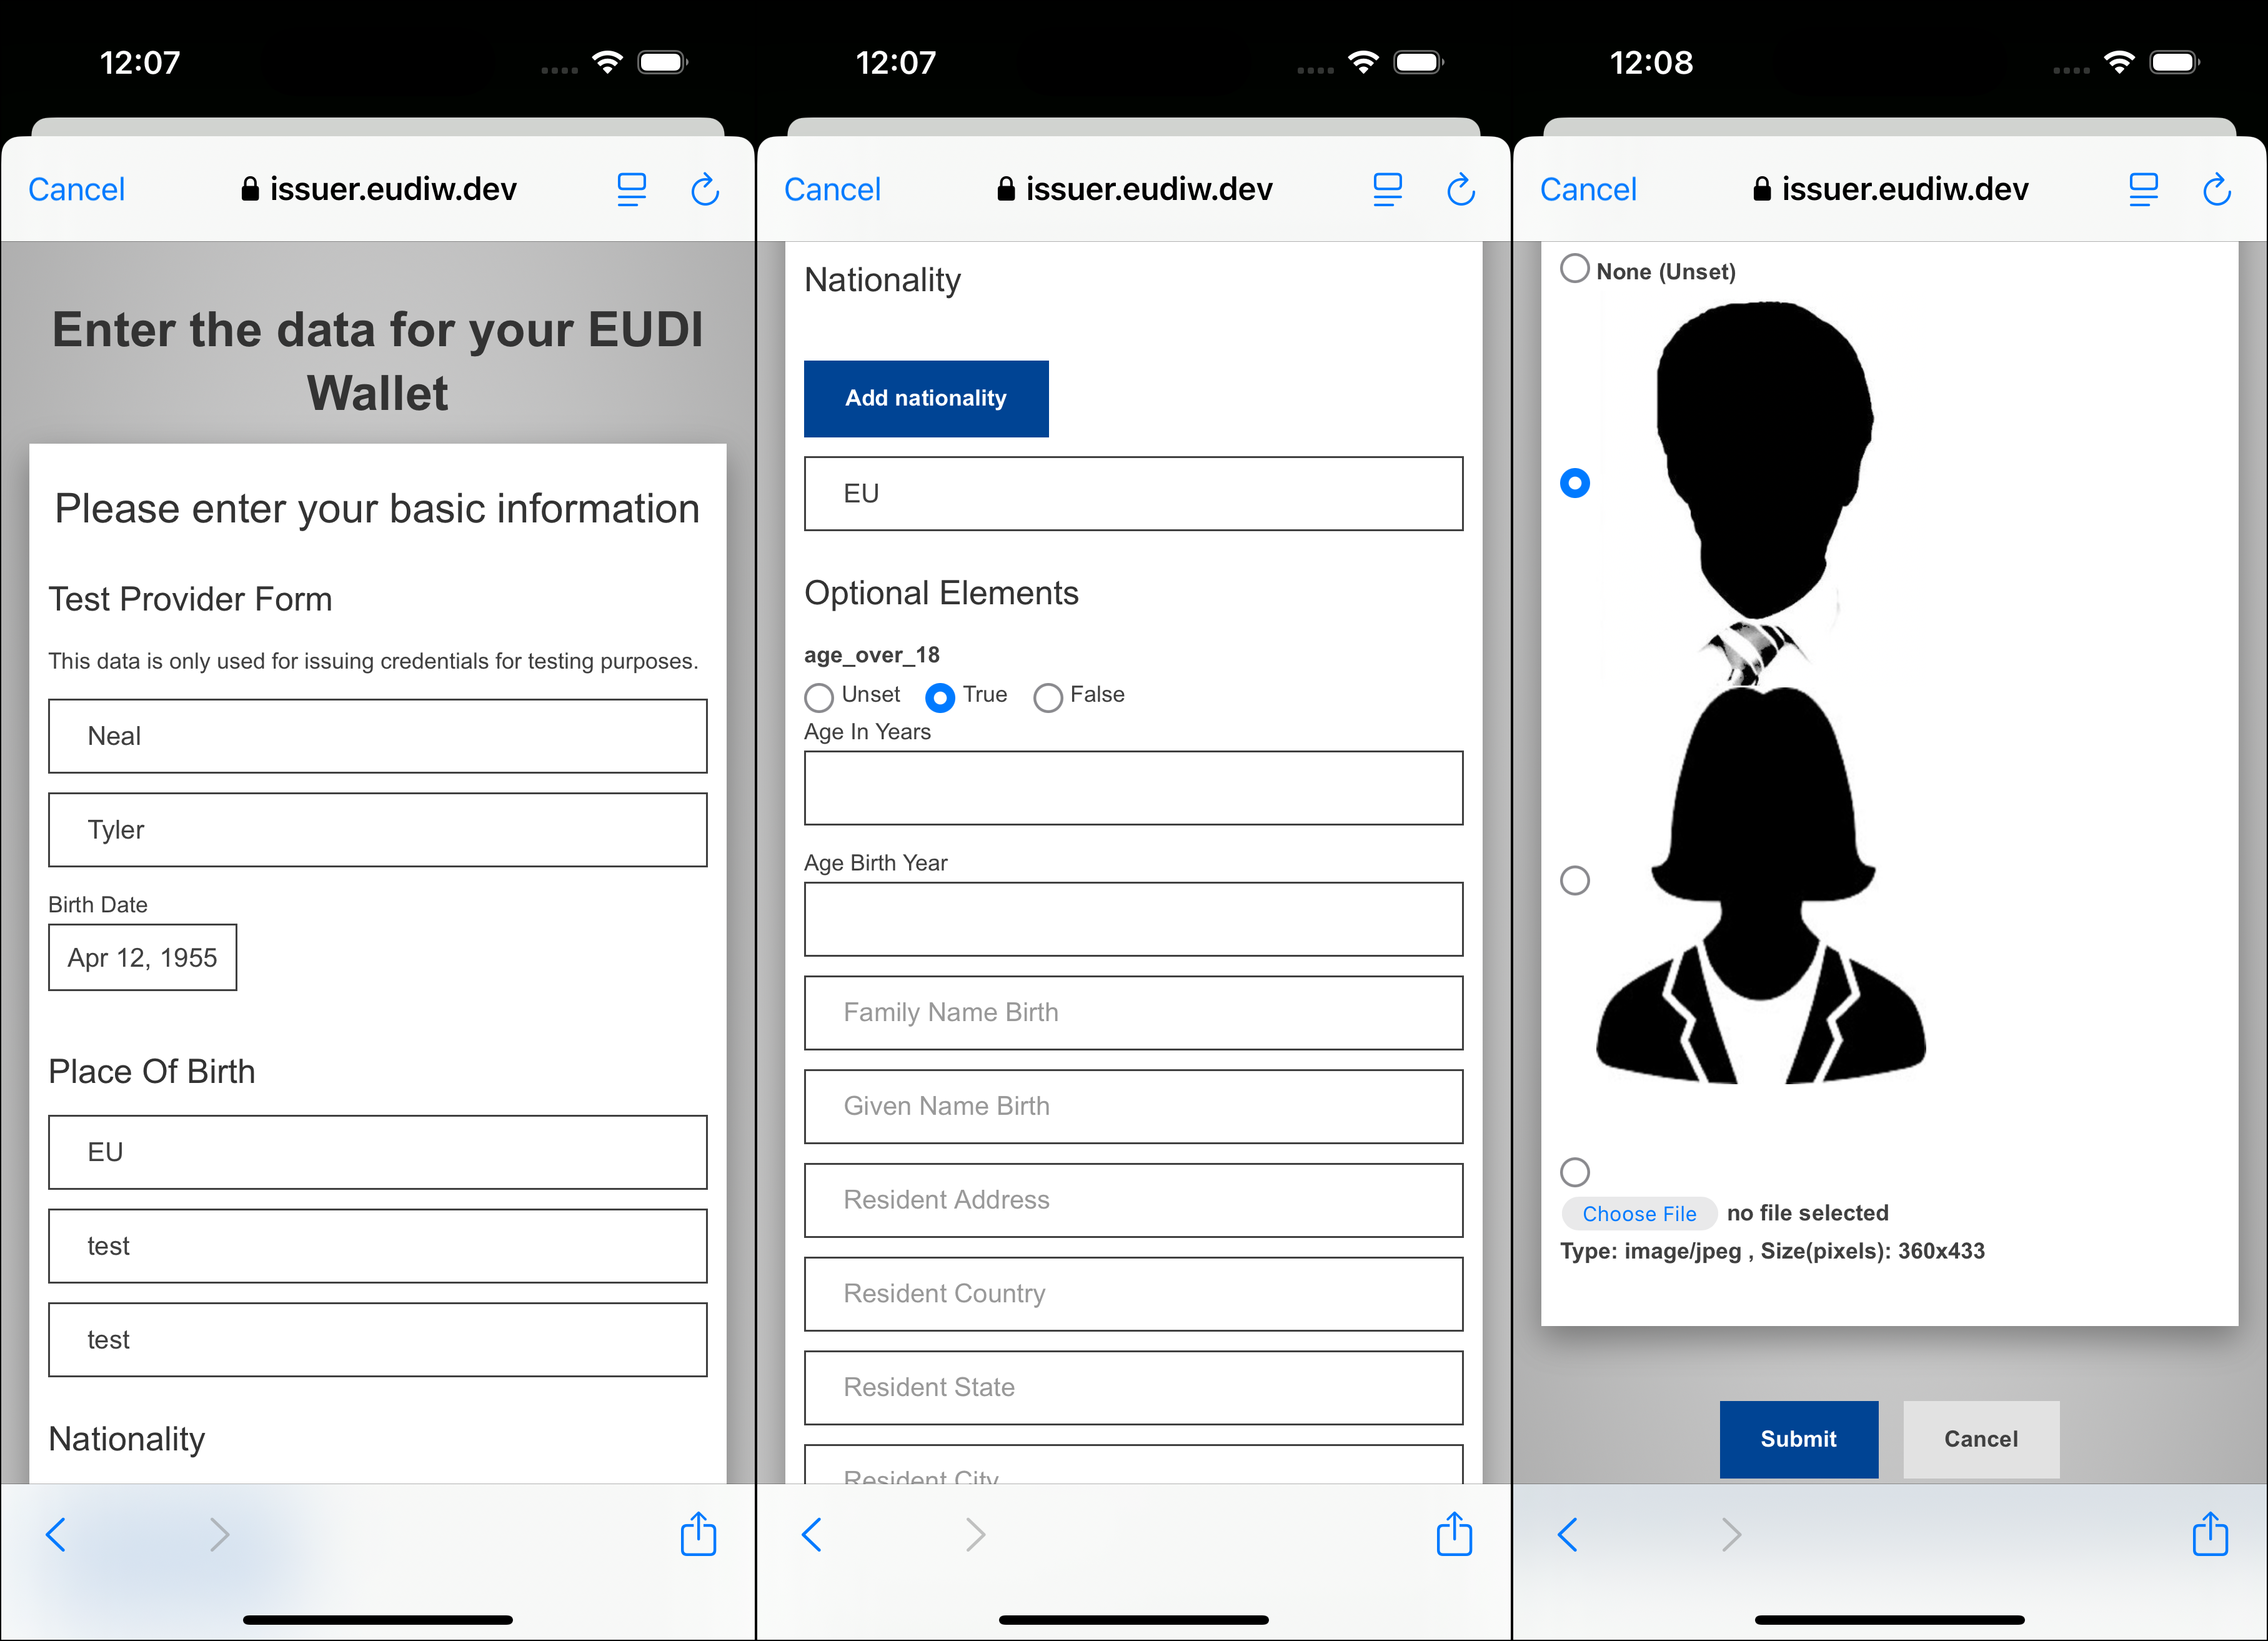 12:07
Cancel
issuer.eudiw.dev
Enter the data for your EUDI
Wallet
Please enter your basic information
Test Provider Form
This data is only used for issuing credentials for testing purposes.
Neal
Tyler
Birth Date
Apr 12, 1955
Place Of Birth
EU
test
test
Nationality
12:07
Cancel
issuer.eudiw.dev
Nationality
Add nationality
EU
Optional Elements
age_over_18
Unset True False
Age In Years
Age Birth Year
Family Name Birth
Given Name Birth
Resident Address
Resident Country
Resident State
Resident City
12:08
Cancel
issuer.eudiw.dev
None (Unset)
Choose File no file selected
Type: image/jpeg , Size(pixels): 360x433
Submit Cancel